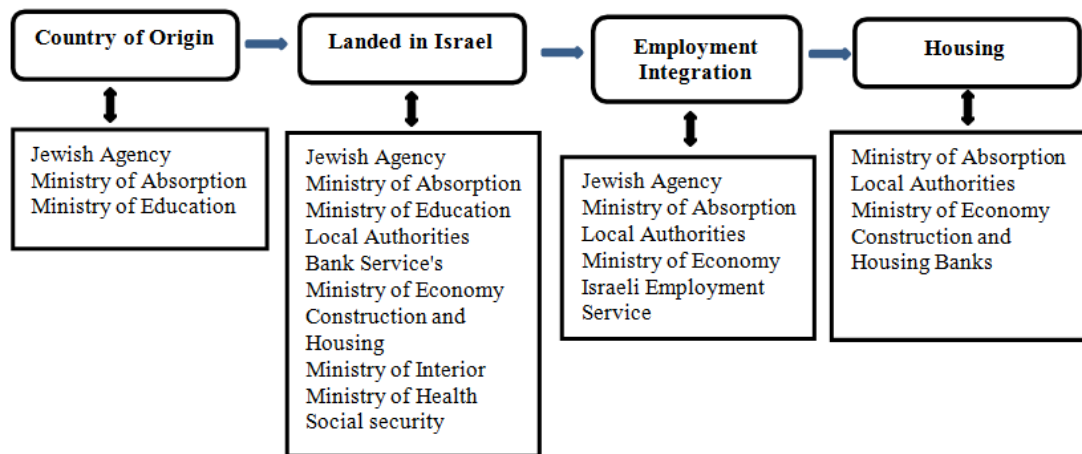 Country of Origin
Landed in Israel
Employment
Integration
Housing
Jewish Agency
Ministry of Absorption
Ministry of Education
Jewish Agency
Ministry of Absorption
Ministry of Education
Local Authorities
Bank Service's
Ministry of Economy
Construction and
Housing
Ministry of Interior
Ministry of Health
Social security
Jewish Agency
Ministry of Absorption
Local Authorities
Ministry of Economy
Israeli Employment
Service
Ministry of Absorption
Local Authorities
Ministry of Economy
Construction and
Housing Banks